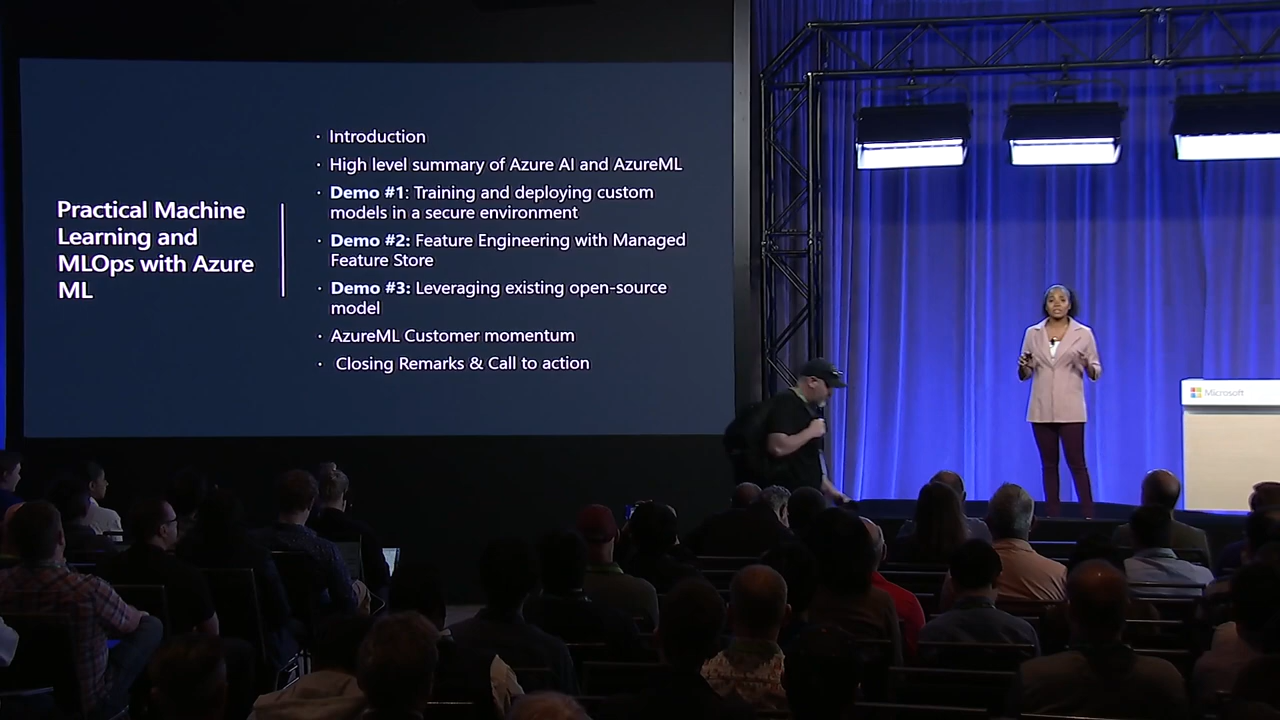 Practical Machine
Learning and
MLOps with Azure
ML
· Introduction
· High level summary of Azure AI and AzureML
· Demo #1: Training and deploying custom
models in a secure environment
· Demo #2: Feature Engineering with Managed
Feature Store
· Demo #3: Leveraging existing open-source
model
· AzureML Customer momentum
· Closing Remarks & Call to action
Microsoft